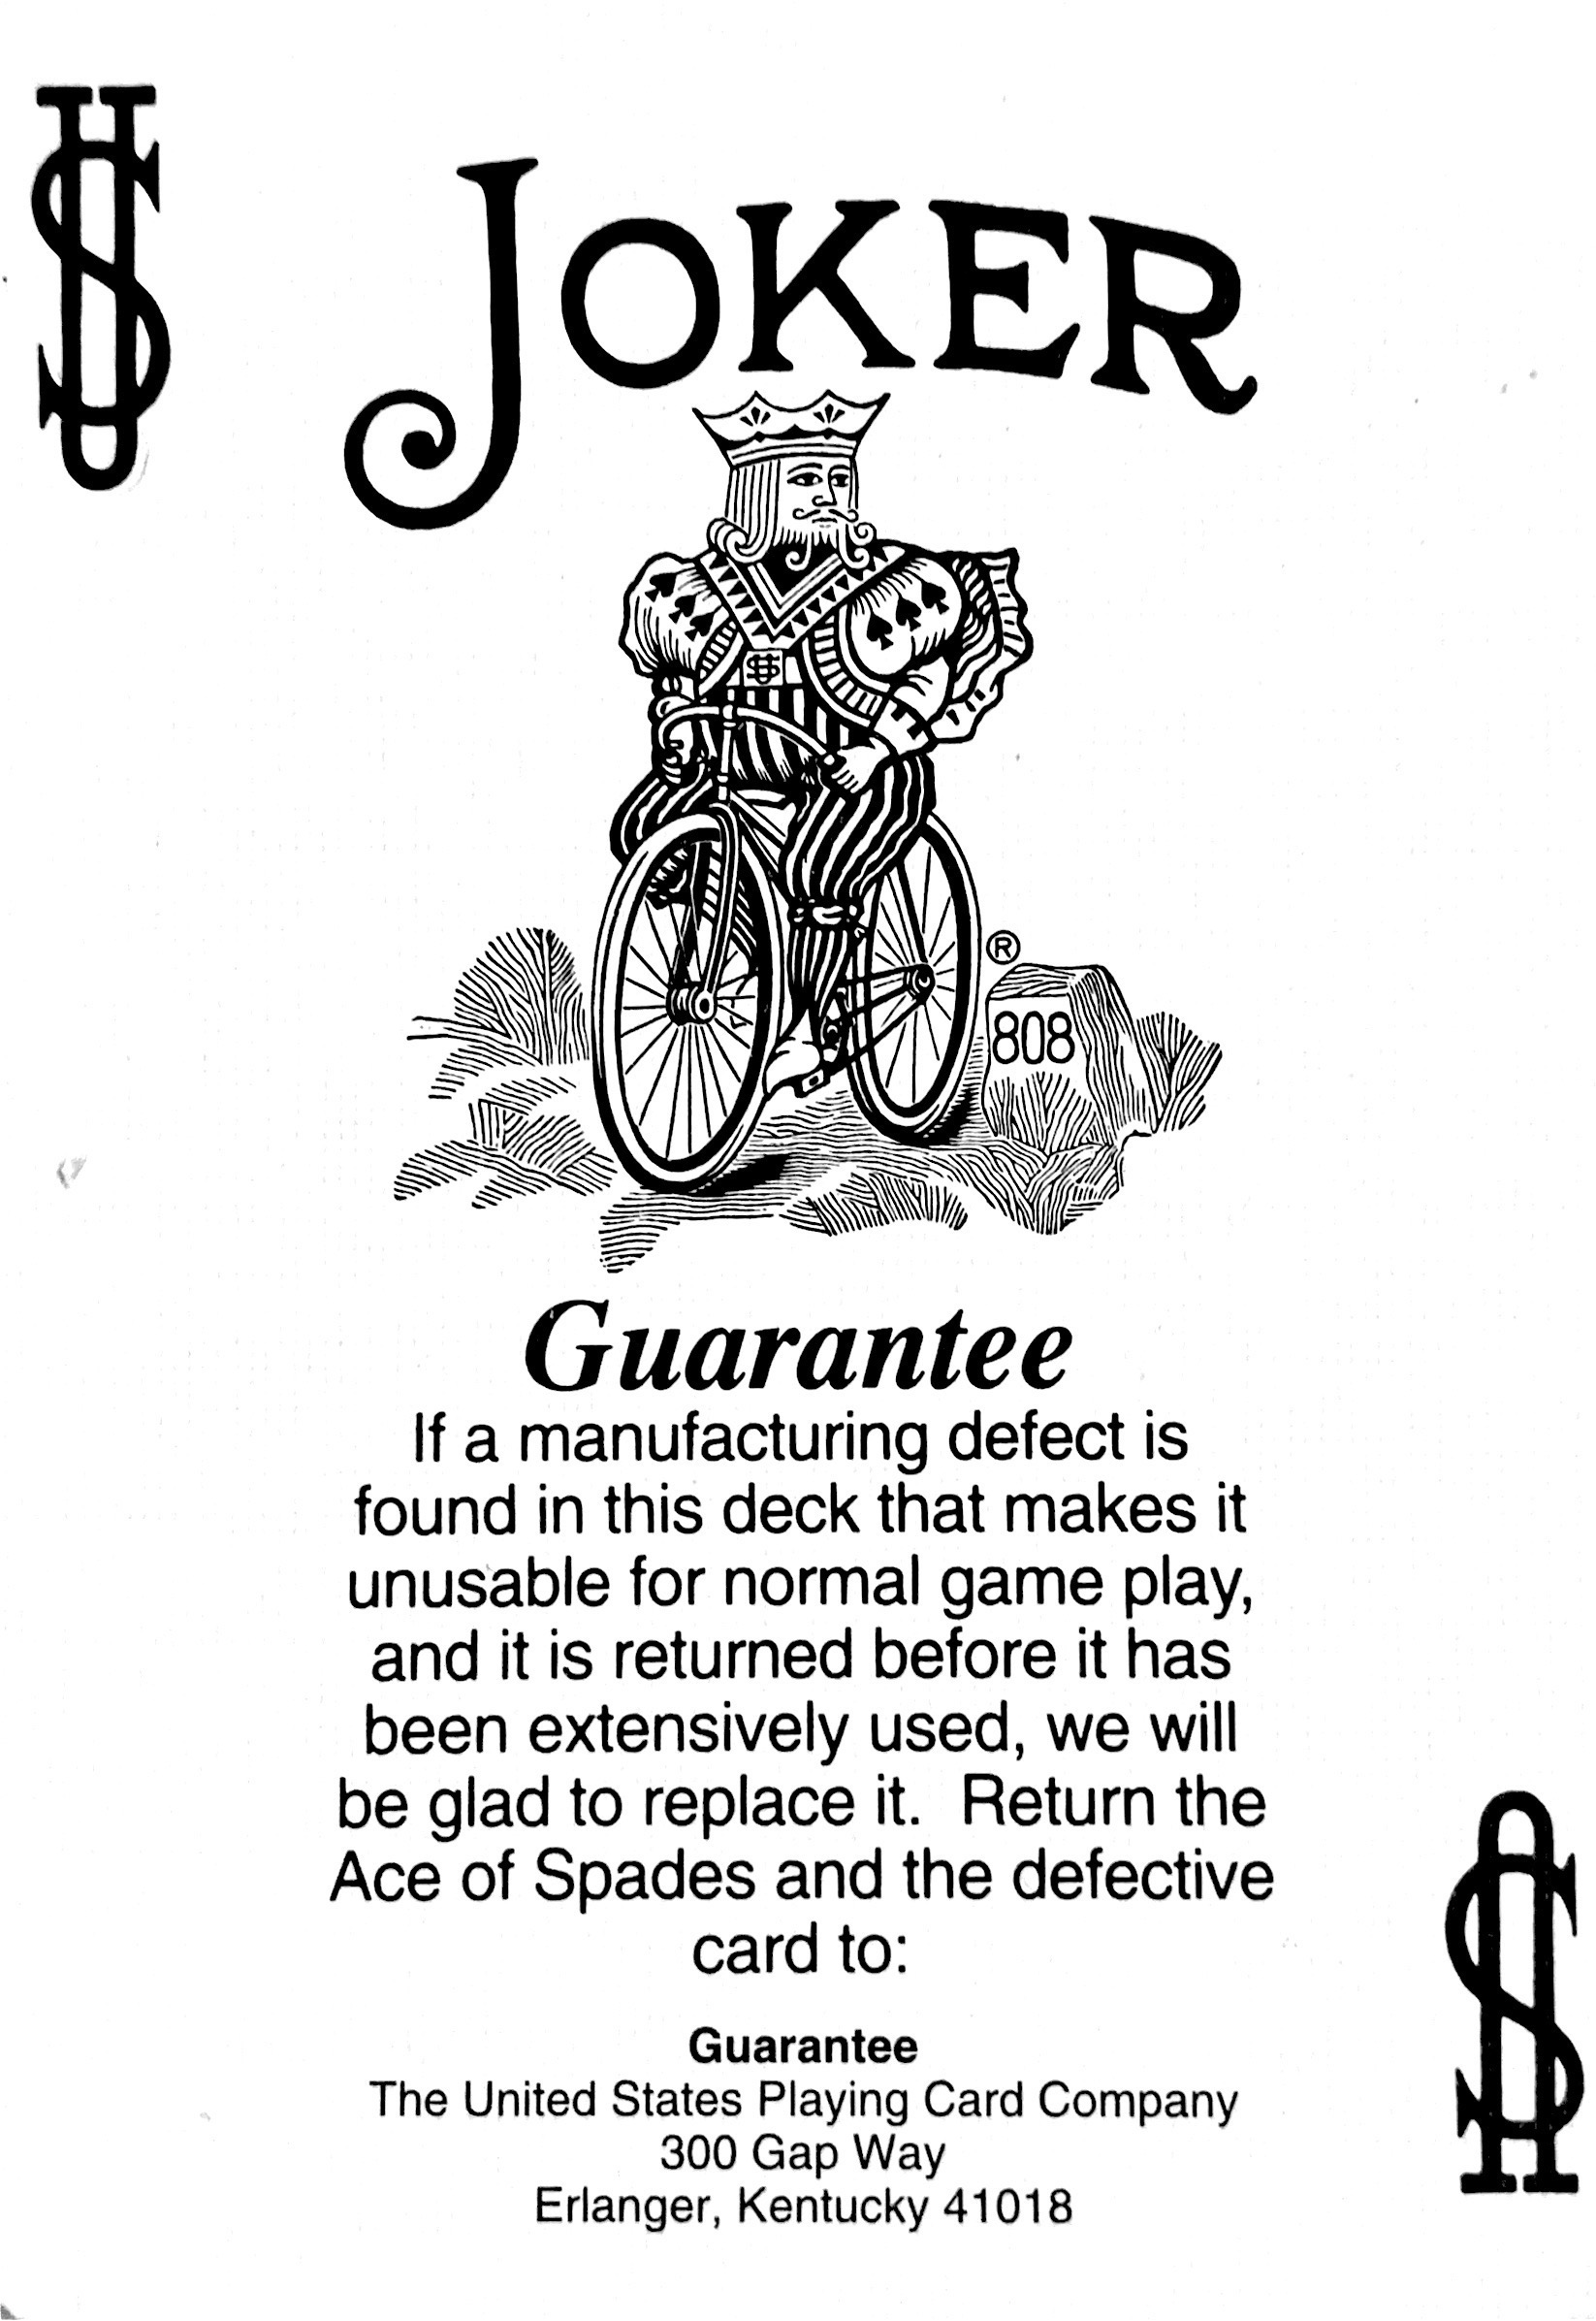 US
JOKER
US
®
808
Guarantee
If a manufacturing defect is
found in this deck that makes it
unusable for normal game play,
and it is returned before it has
been extensively used, we will
be glad to replace it.  Return the
Ace of Spades and the defective
card to:
Guarantee
The United States Playing Card Company
300 Gap Way
Erlanger, Kentucky 41018
US